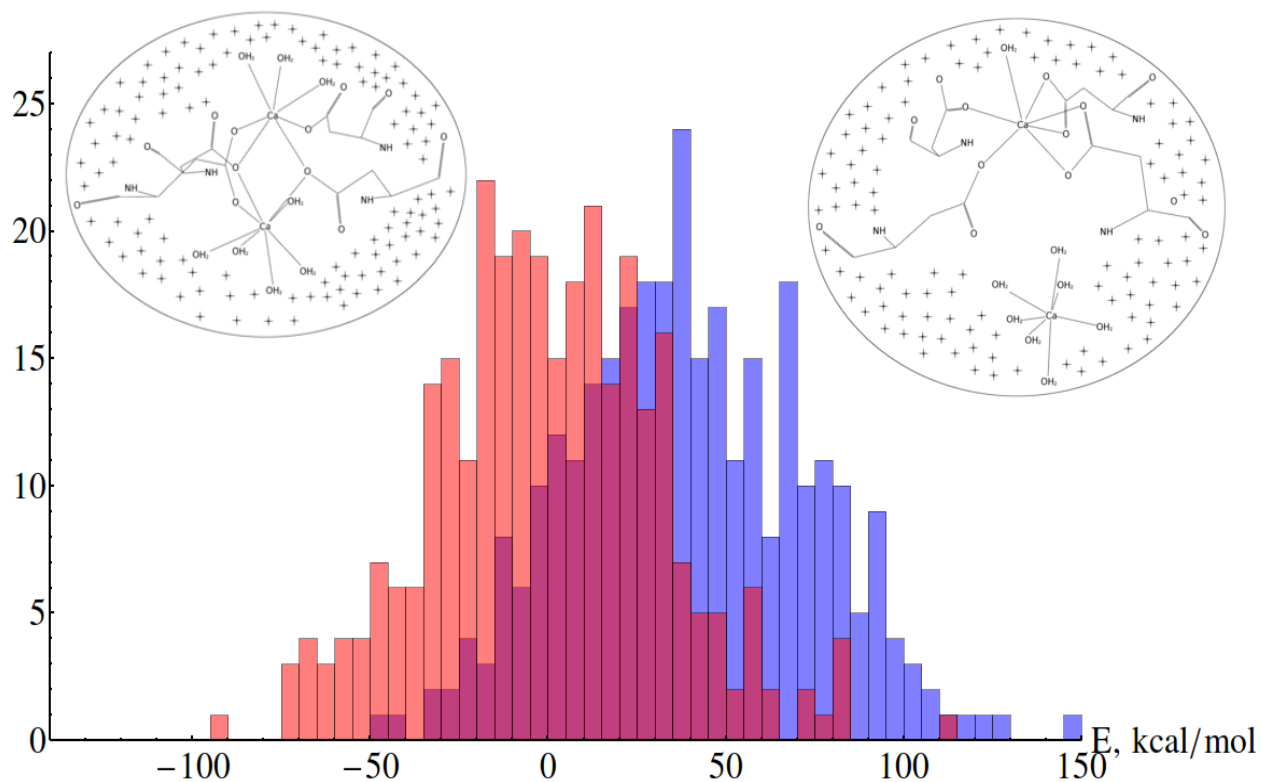 OH₂ OH₂
OH₂ O O
O Ca
O O O
O NH
NH O O
NH
O O OH₂ NH
Ca O
OH₂ OH₂
OH₂
OH₂
OH₂
O O O
O O NH
O Ca O
NH O
O O
O
O NH O NH O
OH₂
OH₂ OH₂
OH₂ Ca OH₂
OH₂
OH₂
25
20
15
10
5
0
−100 −50 0 50 100 150
E, kcal/mol